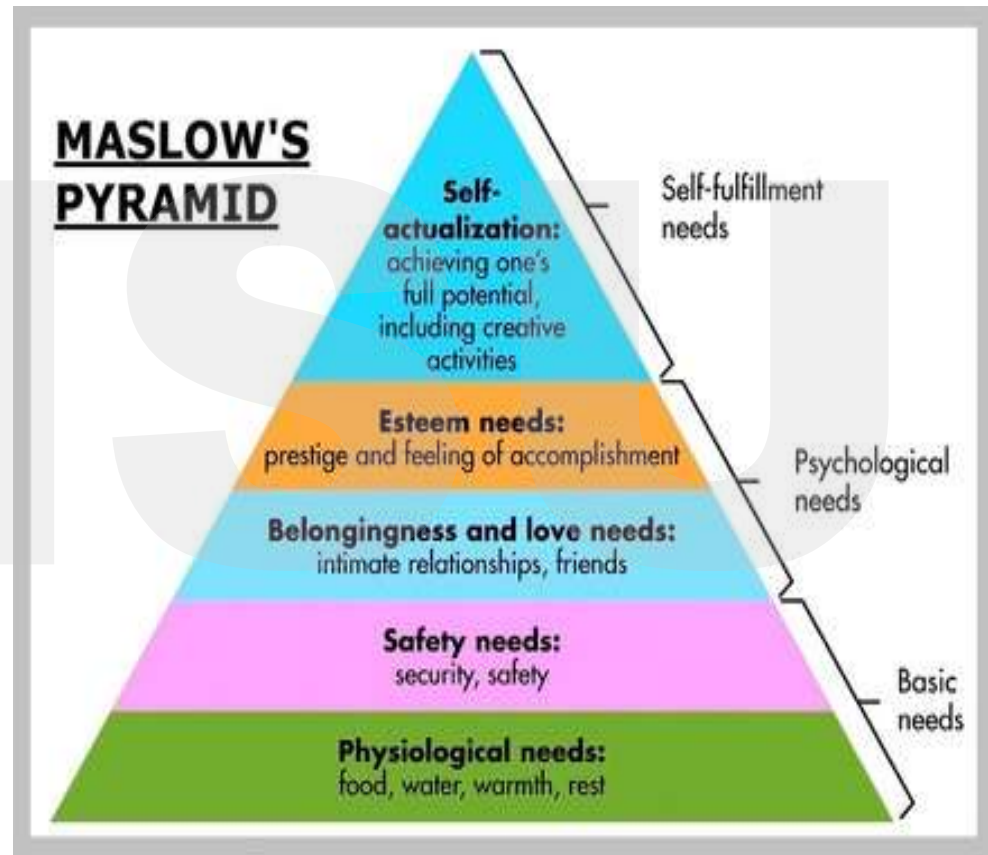 MASLOW'S
PYRAMID
Self-
actualization:
achieving one's
full potential,
including creative
activities
Self-fulfillment
needs
Esteem needs:
prestige and feeling of accomplishment
Psychological
needs
Belongingness and love needs:
intimate relationships, friends
Safety needs:
security, safety
Basic
needs
Physiological needs:
food, water, warmth, rest